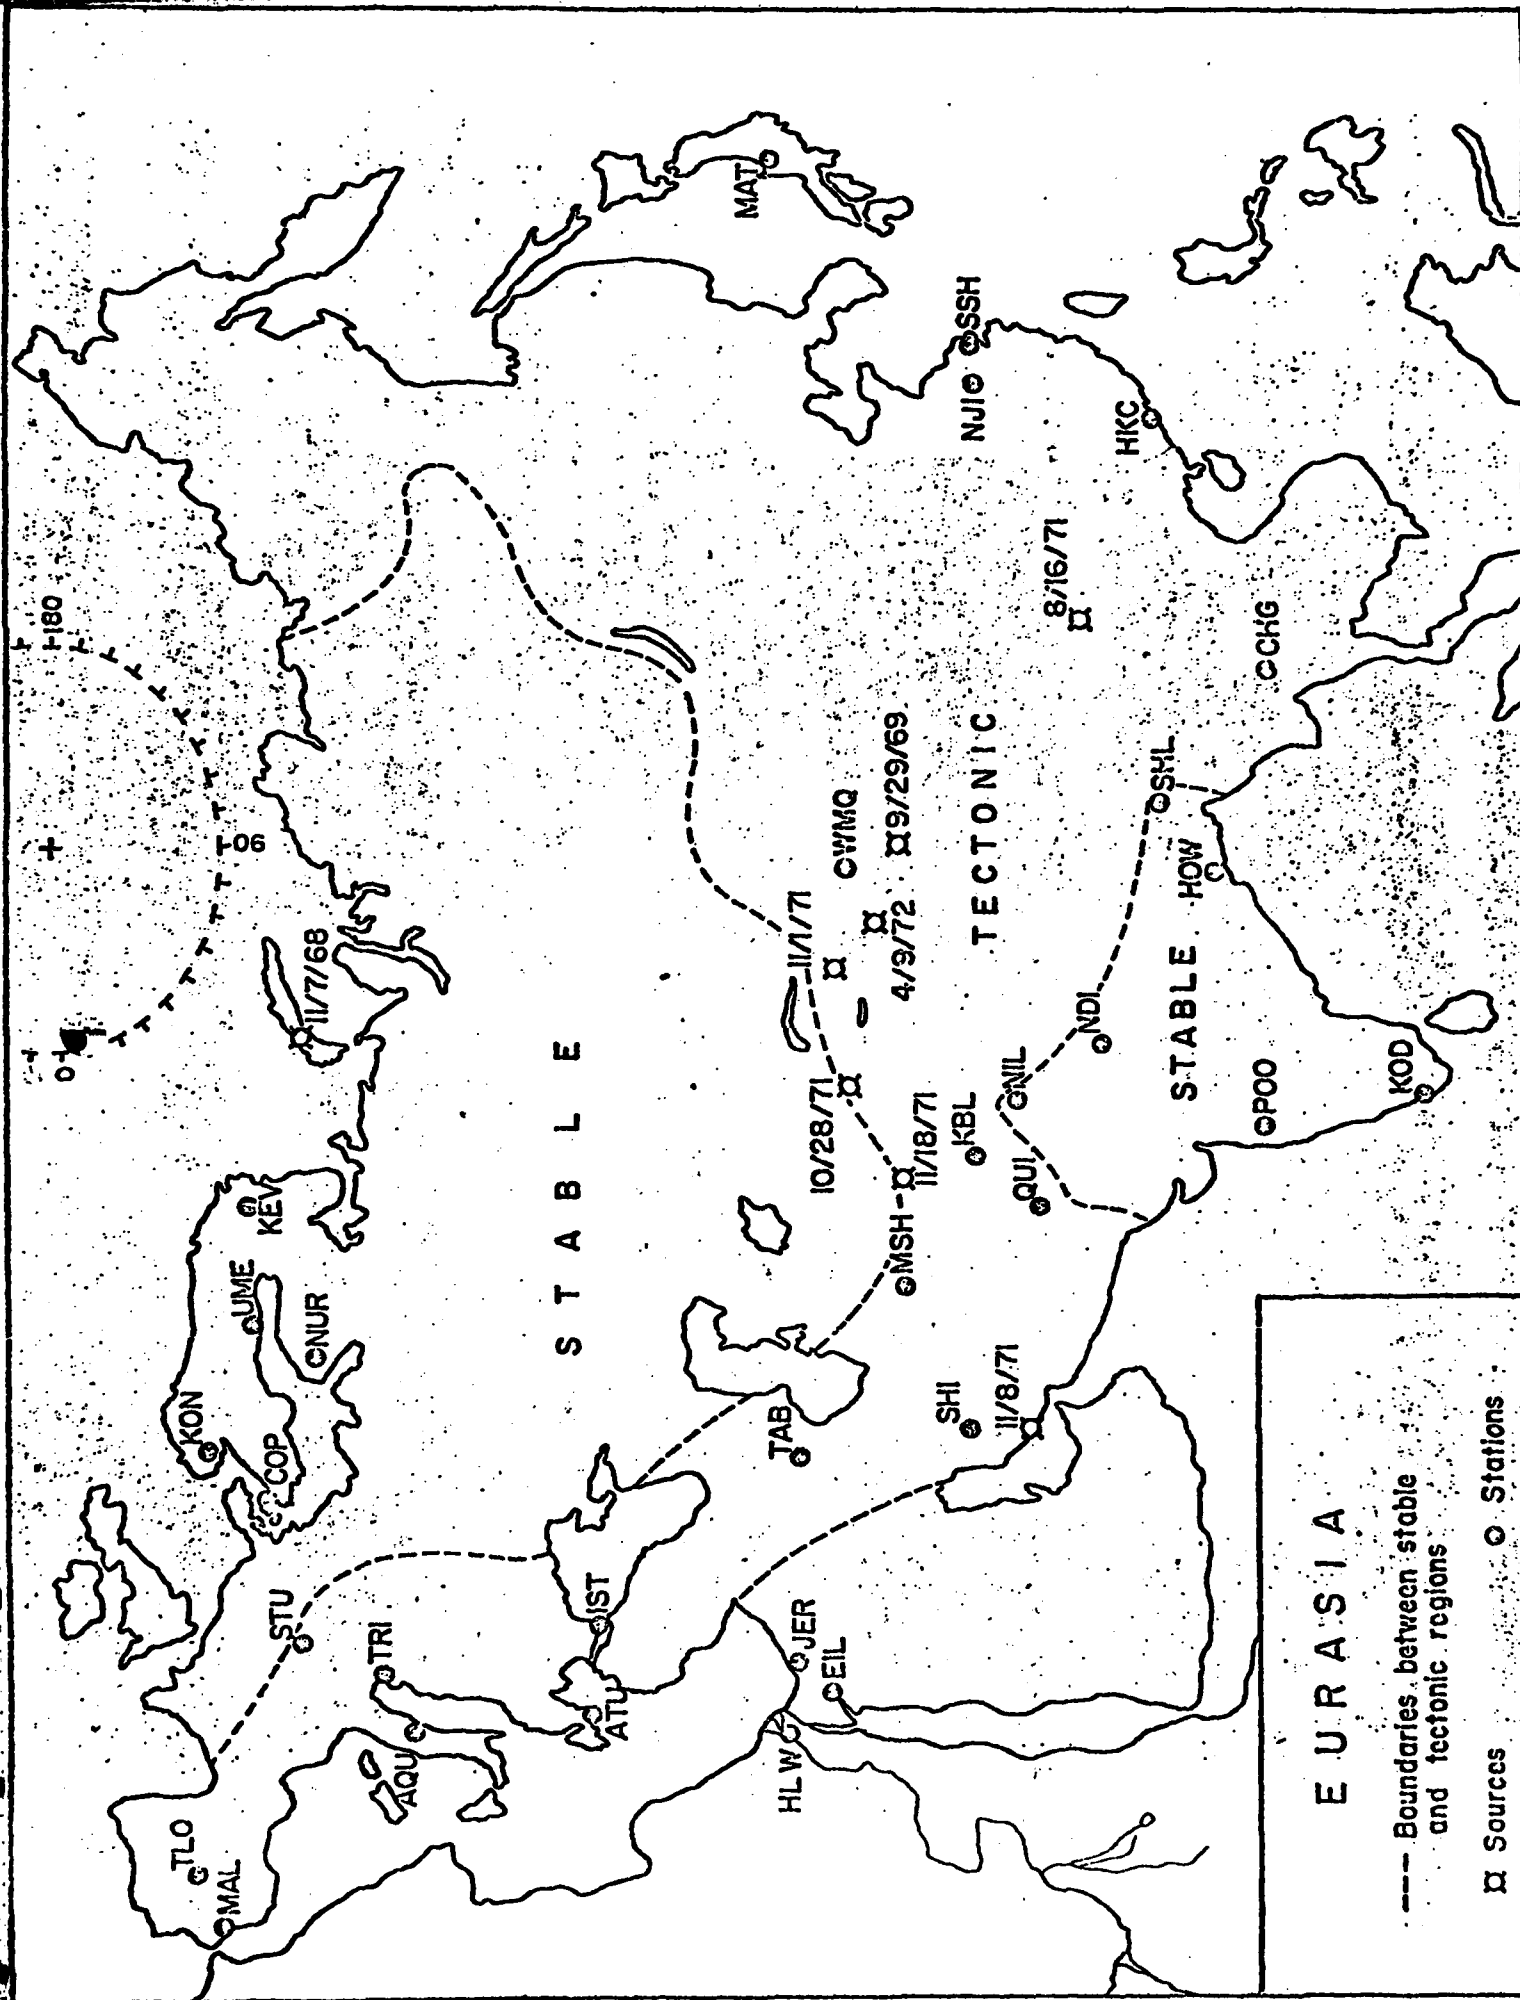 180
0
90
TLO
MAL
KON
UME
KEV
COP
NUR
11/7/68
STU
TRI
AQU
STABLE
IST
ATU
MAT
TAB
JER
EIL
HLW
10/28/71
11/1/71
WMQ
MSH
11/18/71
4/9/72
9/29/69
SHI
KBL
TECTONIC
NJI
SSH
11/8/71
QUI
NIL
NDI
8/16/71
HKC
SHL
STABLE
HOW
POO
CHG
KOD
EURASIA
--- Boundaries between stable
and tectonic regions
¤ Sources
o Stations